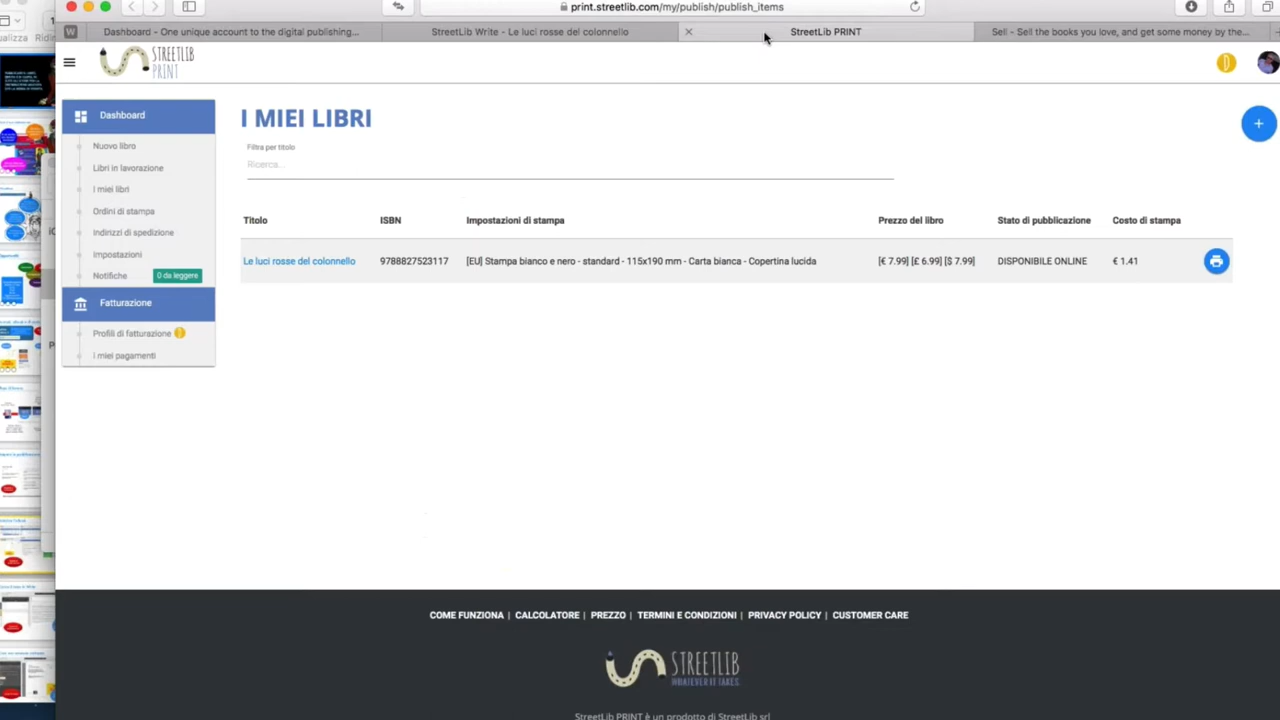 print.streetlib.com/my/publish/publish_items
Dashboard - One unique account to the digital publishing...
StreetLib Write - Le luci rosse del colonnello
StreetLib PRINT
Sell - Sell the books you love, and get some money by the...
W
STREETLIB
PRINT
D
Dashboard
Nuovo libro
Libri in lavorazione
I miei libri
Ordini di stampa
Indirizzi di spedizione
Impostazioni
Notifiche
0 da leggere
Fatturazione
Profili di fatturazione
I miei pagamenti
I MIEI LIBRI
Filtra per titolo
Ricerca...
Titolo ISBN Impostazioni di stampa Prezzo del libro Stato di pubblicazione Costo di stampa
Le luci rosse del colonnello 9788827523117 [EU] Stampa bianco e nero - standard - 115x190 mm - Carta bianca - Copertina lucida [€ 7.99] [£ 6.99] [$ 7.99] DISPONIBILE ONLINE € 1.41
COME FUNZIONA | CALCOLATORE | PREZZO | TERMINI E CONDIZIONI | PRIVACY POLICY | CUSTOMER CARE
STREETLIB
WHATEVER IT TAKES
StreetLib PRINT è un prodotto di StreetLib srl